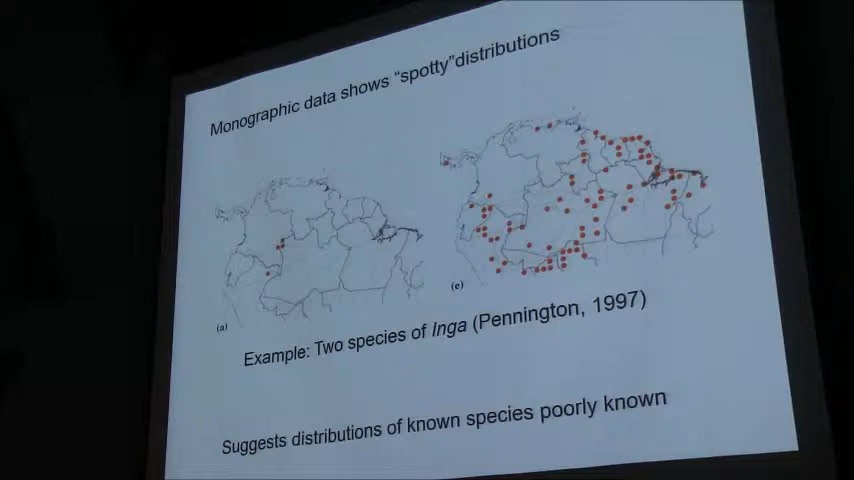 Monographic data shows “spotty”distributions
(a)
(e)
Example: Two species of Inga (Pennington, 1997)
Suggests distributions of known species poorly known